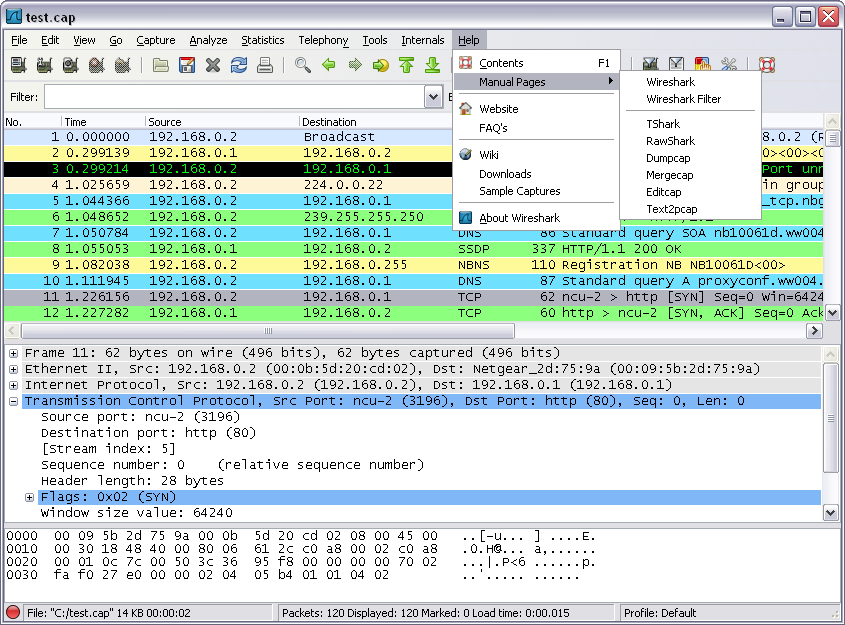 test.cap
File Edit View Go Capture Analyze Statistics Telephony Tools Internals Help
Contents F1
Manual Pages
Website
FAQ's
Wiki
Downloads
Sample Captures
About Wireshark
Wireshark
Wireshark Filter
TShark
RawShark
Dumpcap
Mergecap
Editcap
Text2pcap
Filter:
No. Time Source Destination
1 0.000000 192.168.0.2 Broadcast
2 0.299139 192.168.0.1 192.168.0.2
3 0.299214 192.168.0.2 192.168.0.1
4 1.025659 192.168.0.2 224.0.0.22
5 1.044366 192.168.0.2 192.168.0.1
6 1.048652 192.168.0.2 239.255.255.250
7 1.050784 192.168.0.2 192.168.0.1 DNS 86 Standard query SOA nb10061d.ww004
8 1.055053 192.168.0.1 192.168.0.2 SSDP 337 HTTP/1.1 200 OK
9 1.082038 192.168.0.2 192.168.0.255 NBNS 110 Registration NB NB10061D<00>
10 1.111945 192.168.0.2 192.168.0.1 DNS 87 Standard query A proxyconf.ww004.
11 1.226156 192.168.0.2 192.168.0.1 TCP 62 ncu-2 > http [SYN] Seq=0 Win=6424
12 1.227282 192.168.0.1 192.168.0.2 TCP 60 http > ncu-2 [SYN, ACK] Seq=0 Ack
Frame 11: 62 bytes on wire (496 bits), 62 bytes captured (496 bits)
Ethernet II, Src: 192.168.0.2 (00:0b:5d:20:cd:02), Dst: Netgear_2d:75:9a (00:09:5b:2d:75:9a)
Internet Protocol, Src: 192.168.0.2 (192.168.0.2), Dst: 192.168.0.1 (192.168.0.1)
Transmission Control Protocol, Src Port: ncu-2 (3196), Dst Port: http (80), Seq: 0, Len: 0
Source port: ncu-2 (3196)
Destination port: http (80)
[Stream index: 5]
Sequence number: 0 (relative sequence number)
Header length: 28 bytes
Flags: 0x02 (SYN)
Window size value: 64240
0000 00 09 5b 2d 75 9a 00 0b 5d 20 cd 02 08 00 45 00 ..[-u... ] ....E.
0010 00 30 18 48 40 00 80 06 61 2c c0 a8 00 02 c0 a8 .0.H@... a,......
0020 00 01 0c 7c 00 50 3c 36 95 f8 00 00 00 00 70 02 ...|.P<6 ......p.
0030 fa f0 27 e0 00 00 02 04 05 b4 01 01 04 02 ..'..... ......
File: "C:/test.cap" 14 KB 00:00:02 Packets: 120 Displayed: 120 Marked: 0 Load time: 0:00.015 Profile: Default